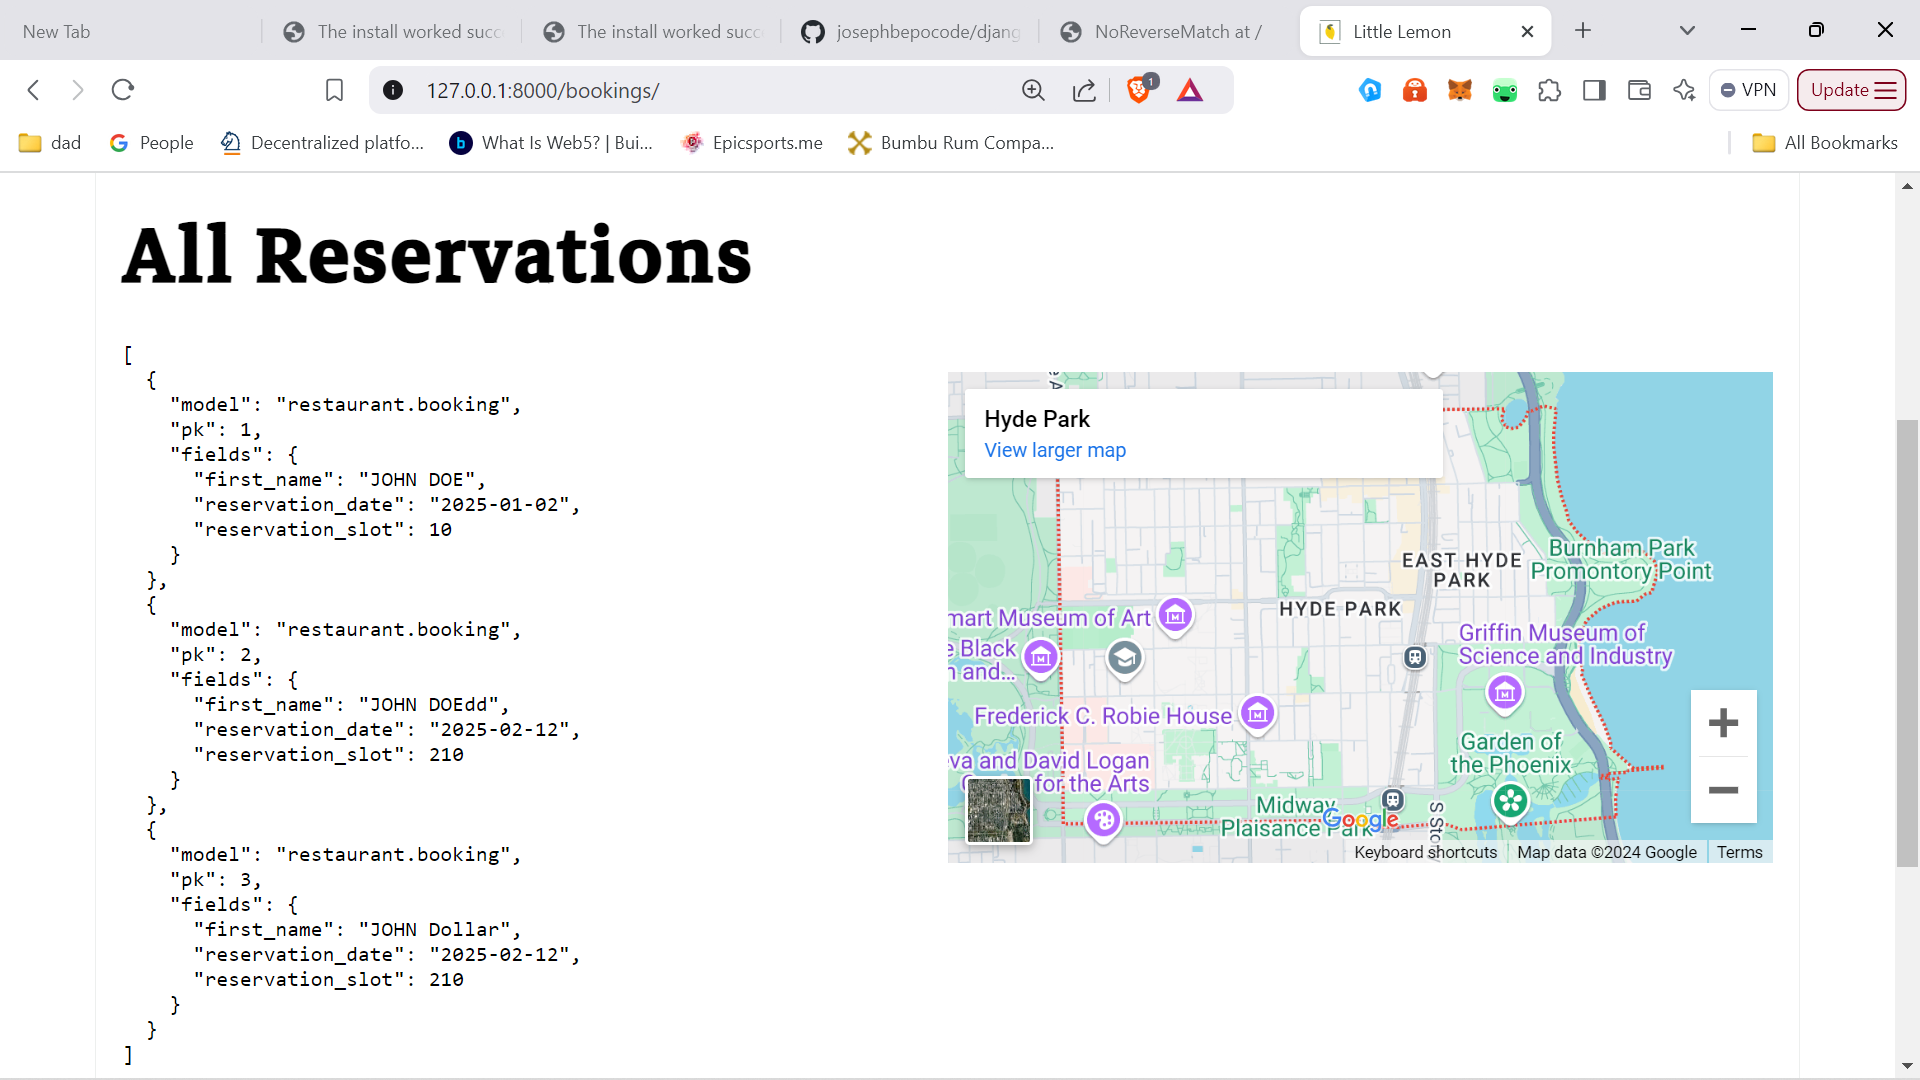 New Tab
The install worked succ
The install worked succ
josephbepocode/djang
NoReverseMatch at /
Little Lemon
127.0.0.1:8000/bookings/
1
VPN
Update
dad
People
Decentralized platfo...
b
What Is Web5? | Bui...
Epicsports.me
Bumbu Rum Compa...
All Bookmarks
All Reservations
[
  {
    "model": "restaurant.booking",
    "pk": 1,
    "fields": {
      "first_name": "JOHN DOE",
      "reservation_date": "2025-01-02",
      "reservation_slot": 10
    }
  },
  {
    "model": "restaurant.booking",
    "pk": 2,
    "fields": {
      "first_name": "JOHN DOEdd",
      "reservation_date": "2025-02-12",
      "reservation_slot": 210
    }
  },
  {
    "model": "restaurant.booking",
    "pk": 3,
    "fields": {
      "first_name": "JOHN Dollar",
      "reservation_date": "2025-02-12",
      "reservation_slot": 210
    }
  }
]
e A
Hyde Park
View larger map
EAST HYDE
PARK
Burnham Park
Promontory Point
HYDE PARK
mart Museum of Art
e Black
n and...
Griffin Museum of
Science and Industry
Frederick C. Robie House
Garden of
the Phoenix
va and David Logan
for the Arts
Midway
Plaisance Park
Google
S Sto
Keyboard shortcuts
Map data ©2024 Google
Terms